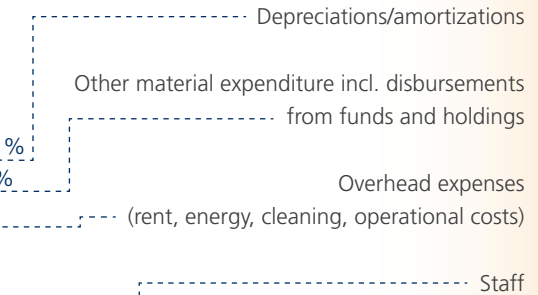 Depreciations/amortizations
Other material expenditure incl. disbursements
from funds and holdings
%
%
Overhead expenses
(rent, energy, cleaning, operational costs)
Staff